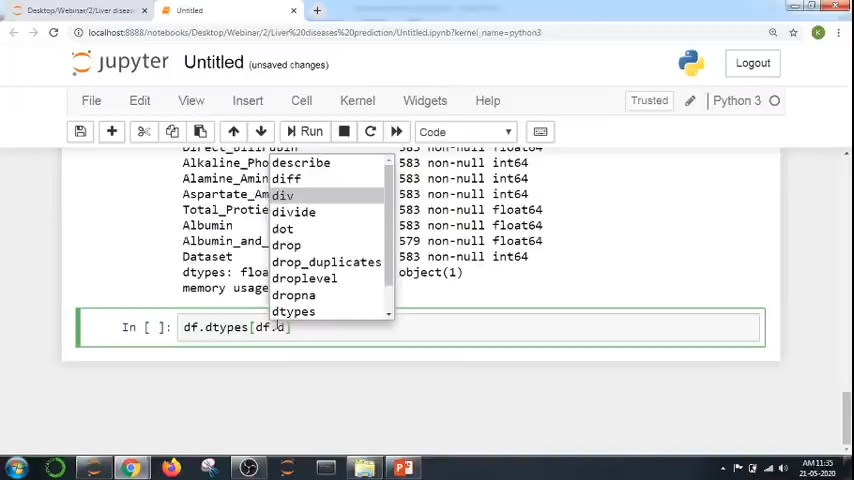 Desktop/Webinar/2/Liver diseas
Untitled
localhost:8888/notebooks/Desktop/Webinar/2/Liver%20diseases%20prediction/Untitled.ipynb?kernel_name=python3
K
jupyter Untitled (unsaved changes)
Logout
File Edit View Insert Cell Kernel Widgets Help
Trusted
Python 3
Run
Code
583 non-null float64
Alkaline_Pho 583 non-null int64
Alamine_Amin 583 non-null int64
Aspartate_Am 583 non-null int64
Total_Protie 583 non-null float64
Albumin 583 non-null float64
Albumin_and_ 579 non-null float64
Dataset 583 non-null int64
dtypes: floa object(1)
memory usage
describe
diff
div
divide
dot
drop
drop_duplicates
droplevel
dropna
dtypes
In [ ]: df.dtypes[df.d]
AM 11:35
21-05-2020